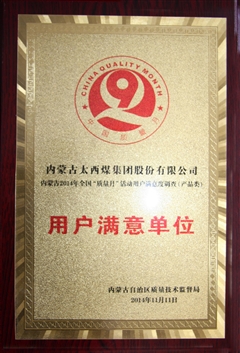 CHINA QUALITY MONTH
中国质量月
内蒙古太西煤集团股份有限公司
内蒙古2014年全国“质量月”活动用户满意度调查(产品类)
用户满意单位
内蒙古自治区质量技术监督局
2014年11月11日